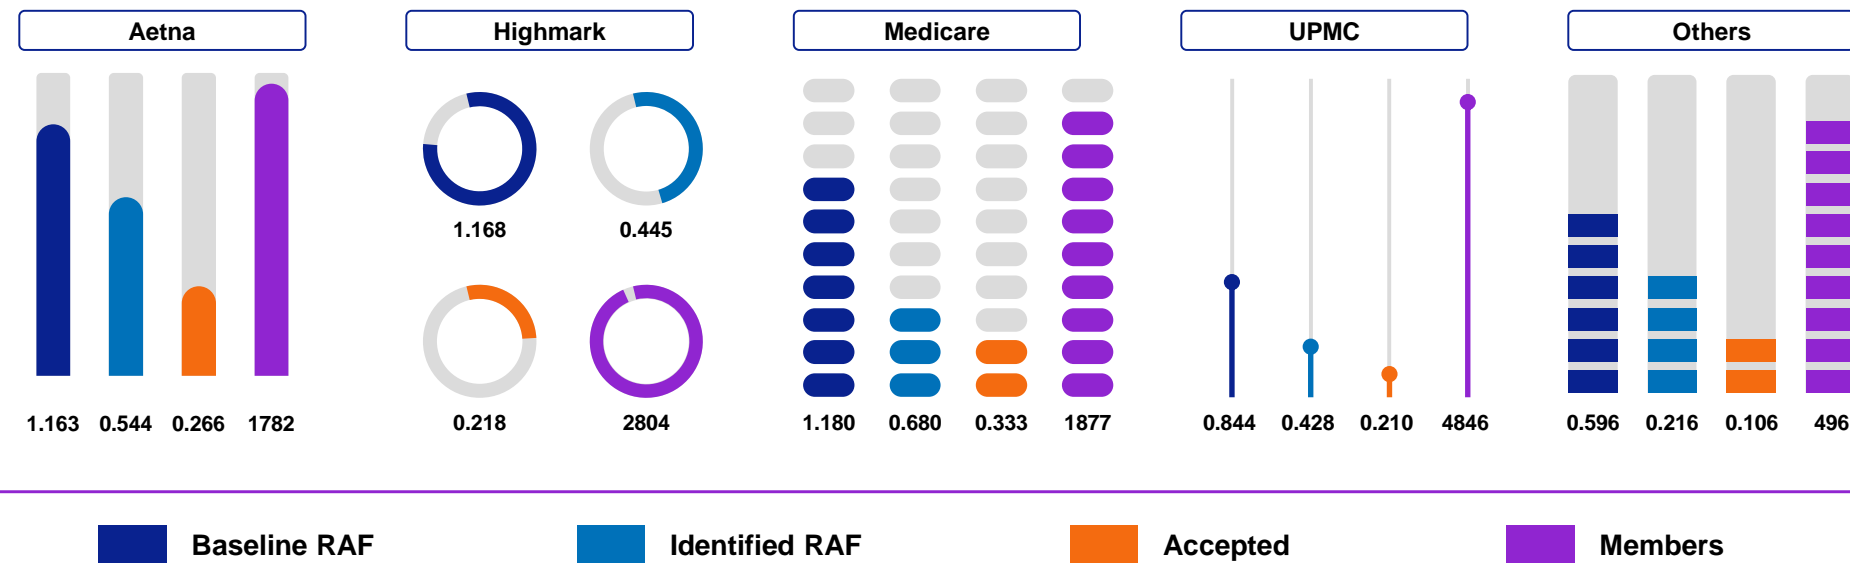 Aetna
Highmark
Medicare
UPMC
Others
1.168
0.445
1.163 0.544 0.266 1782
0.218
2804
1.180 0.680 0.333 1877
0.844 0.428 0.210 4846
0.596 0.216 0.106 496
Baseline RAF
Identified RAF
Accepted
Members